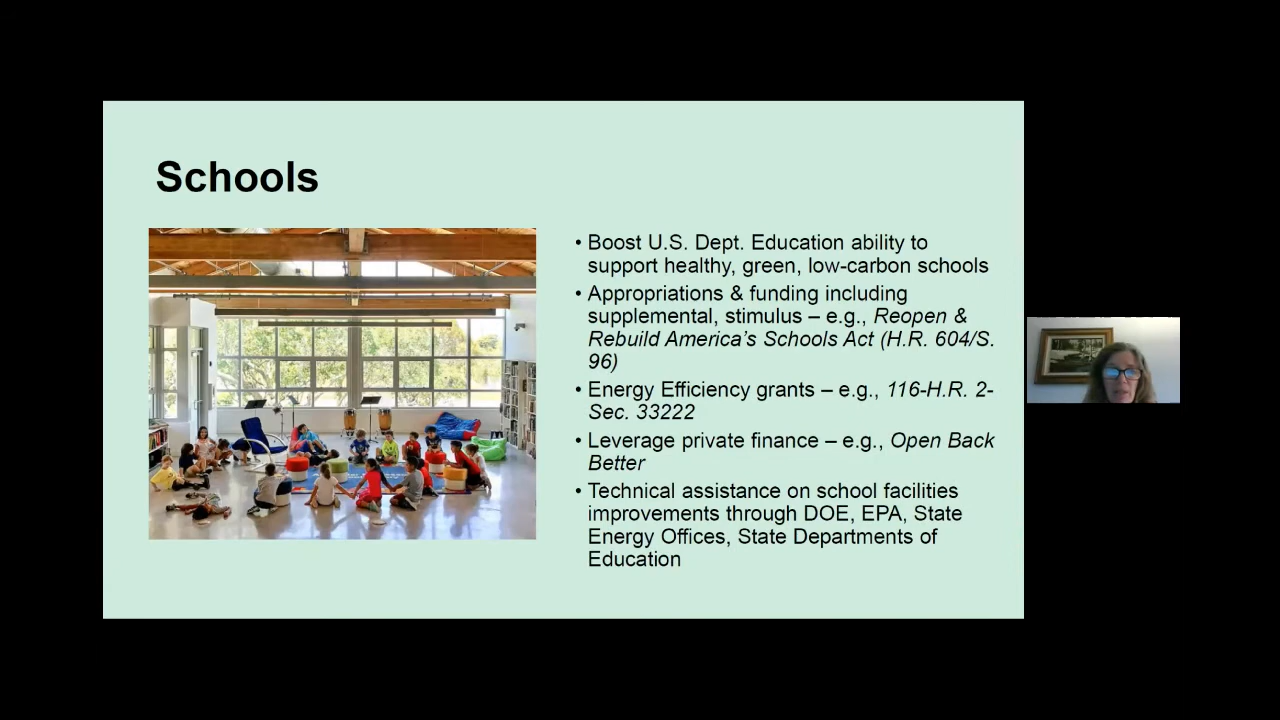 Schools
• Boost U.S. Dept. Education ability to
support healthy, green, low-carbon schools
• Appropriations & funding including
supplemental, stimulus – e.g., Reopen &
Rebuild America’s Schools Act (H.R. 604/S.
96)
• Energy Efficiency grants – e.g., 116-H.R. 2-
Sec. 33222
• Leverage private finance – e.g., Open Back
Better
• Technical assistance on school facilities
improvements through DOE, EPA, State
Energy Offices, State Departments of
Education